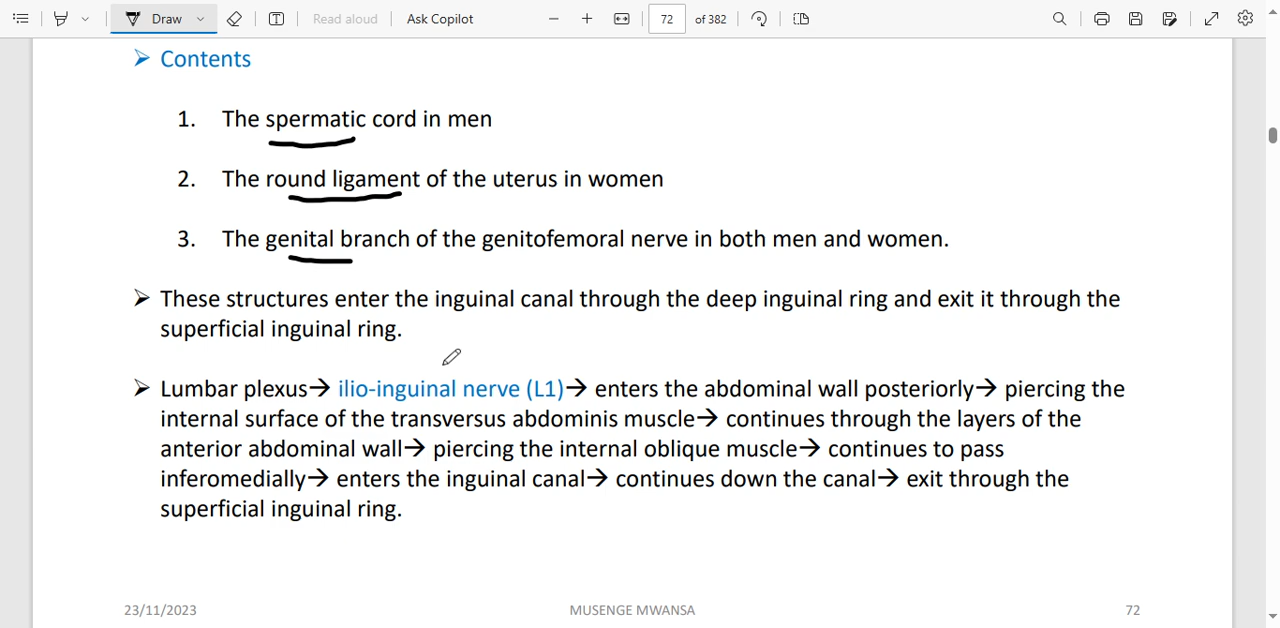 Draw
Read aloud
Ask Copilot
72
of 382
➢ Contents
1. The spermatic cord in men
2. The round ligament of the uterus in women
3. The genital branch of the genitofemoral nerve in both men and women.
➢ These structures enter the inguinal canal through the deep inguinal ring and exit it through the
superficial inguinal ring.
➢ Lumbar plexus→ ilio-inguinal nerve (L1)→ enters the abdominal wall posteriorly→ piercing the
internal surface of the transversus abdominis muscle→ continues through the layers of the
anterior abdominal wall→ piercing the internal oblique muscle→ continues to pass
inferomedially→ enters the inguinal canal→ continues down the canal→ exit through the
superficial inguinal ring.
23/11/2023
MUSENGE MWANSA
72